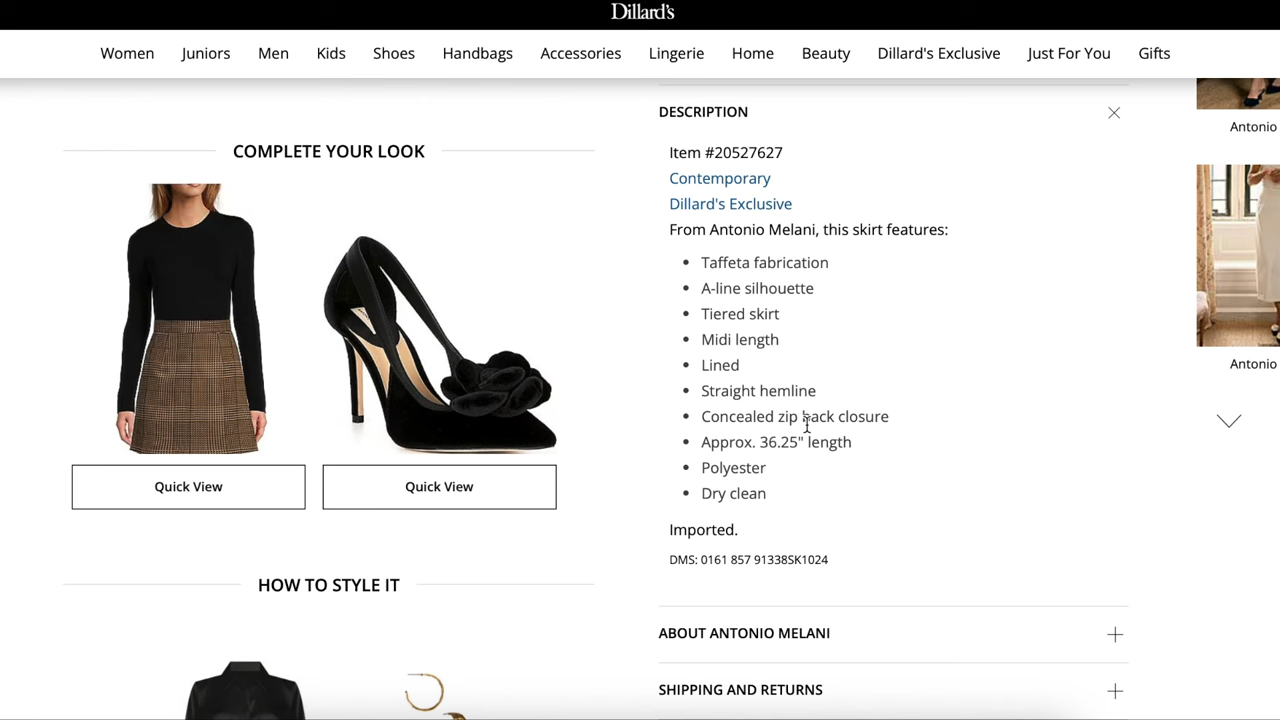 Dillard's
Women Juniors Men Kids Shoes Handbags Accessories Lingerie Home Beauty Dillard's Exclusive Just For You Gifts
COMPLETE YOUR LOOK
Quick View
Quick View
HOW TO STYLE IT
DESCRIPTION
Item #20527627
Contemporary
Dillard's Exclusive
From Antonio Melani, this skirt features:
• Taffeta fabrication
• A-line silhouette
• Tiered skirt
• Midi length
• Lined
• Straight hemline
• Concealed zip back closure
• Approx. 36.25" length
• Polyester
• Dry clean
Imported.
DMS: 0161 857 91338SK1024
ABOUT ANTONIO MELANI
SHIPPING AND RETURNS
Antonio
Antonio